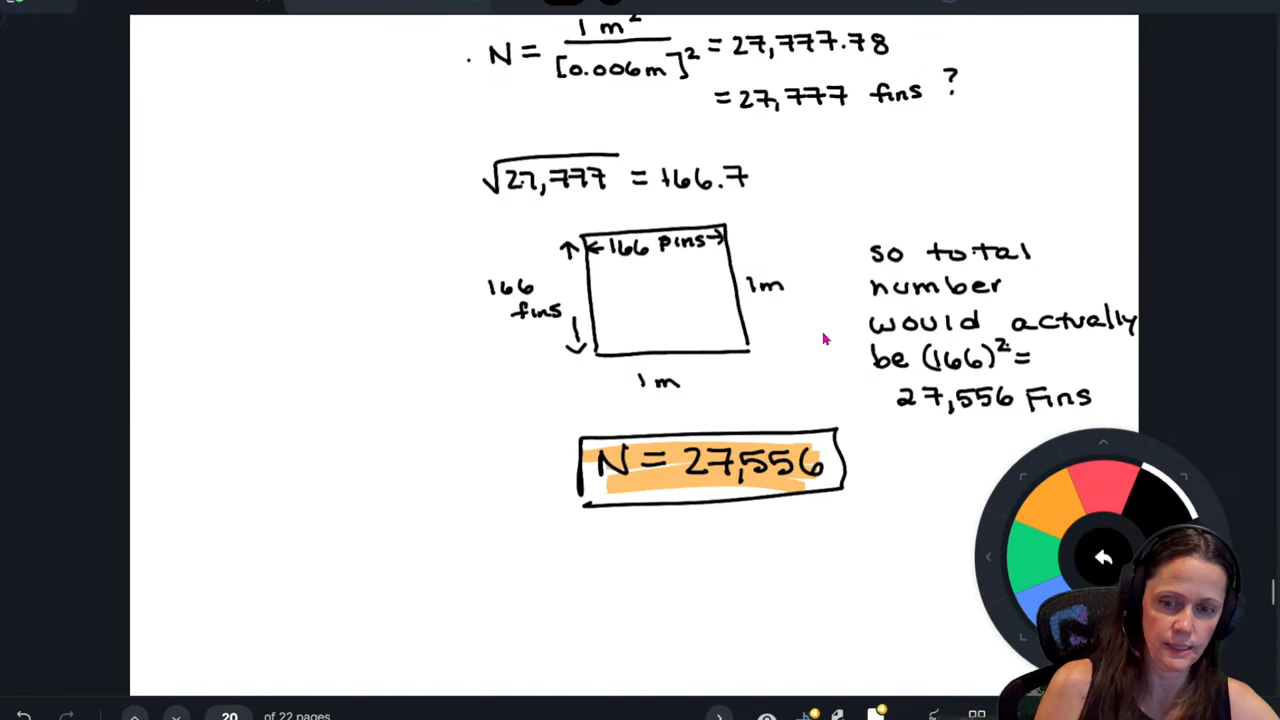 1 m²
. N = ──── = 27,777.78
[0.006m]²
= 27,777 fins ?
√27,777 = 166.7
166 pins
166
fins
1m
1m
so total
number
would actually
be (166)² =
27,556 Fins
N = 27,556
20 of 22 pages